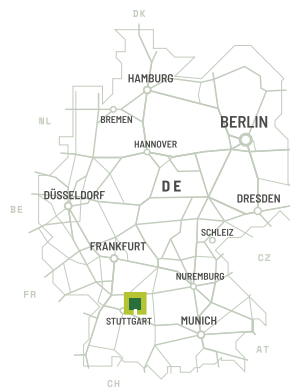 DK
HAMBURG
BREMEN
NL
BERLIN
HANNOVER
DE
DÜSSELDORF
DRESDEN
BE
SCHLEIZ
FRANKFURT
CZ
NUREMBURG
FR
STUTTGART
MUNICH
AT
CH